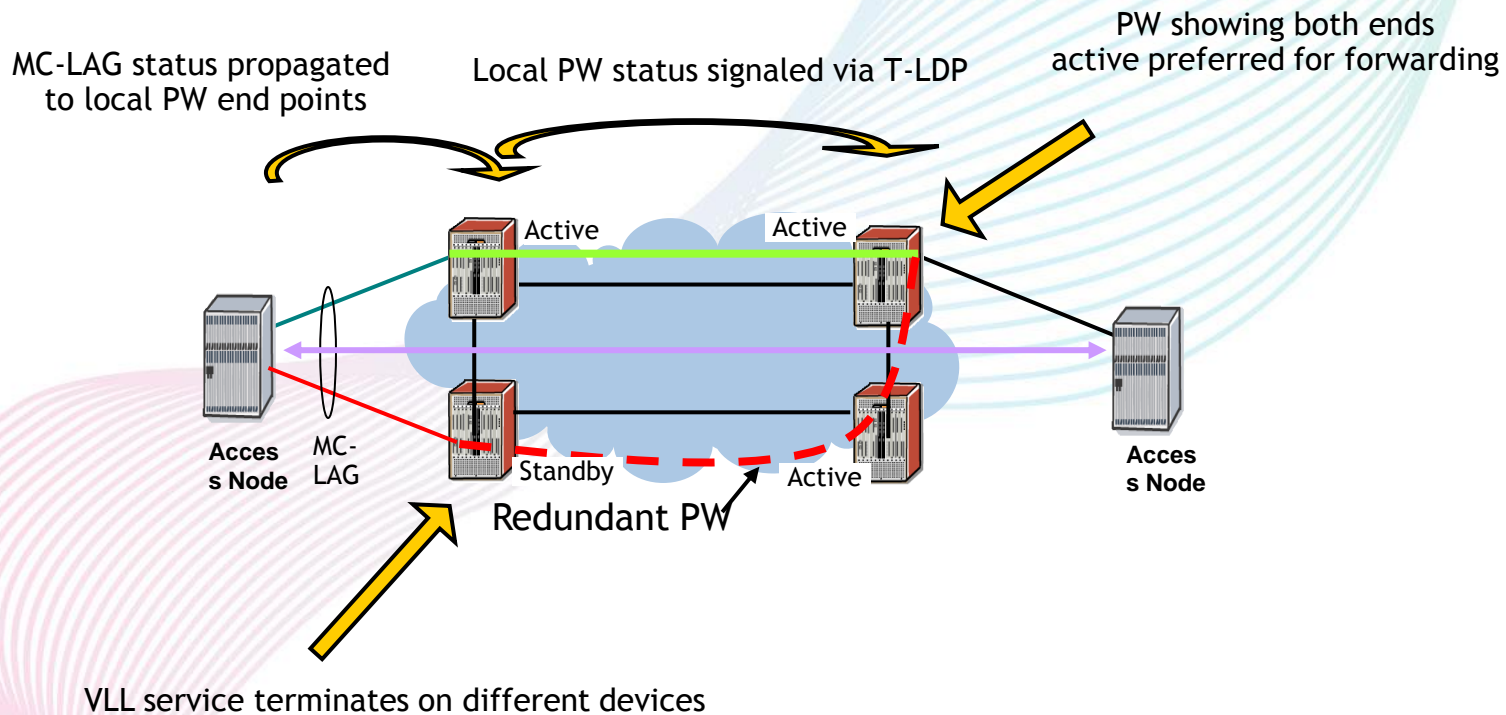 PW showing both ends
active preferred for forwarding
MC-LAG status propagated
to local PW end points
Local PW status signaled via T-LDP
Active
Active
Acces
s Node
MC-
LAG
Standby
Active
Redundant PW
Acces
s Node
VLL service terminates on different devices